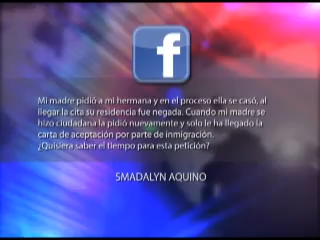 f
Mi madre pidió a mi hermana y en el proceso ella se casó, al
llegar la cita su residencia fue negada. Cuando mi madre se
hizo ciudadana la pidió nuevamente y solo le ha llegado la
carta de aceptación por parte de inmigración.
¿Quisiera saber el tiempo para esta petición?
SMADALYN AQUINO